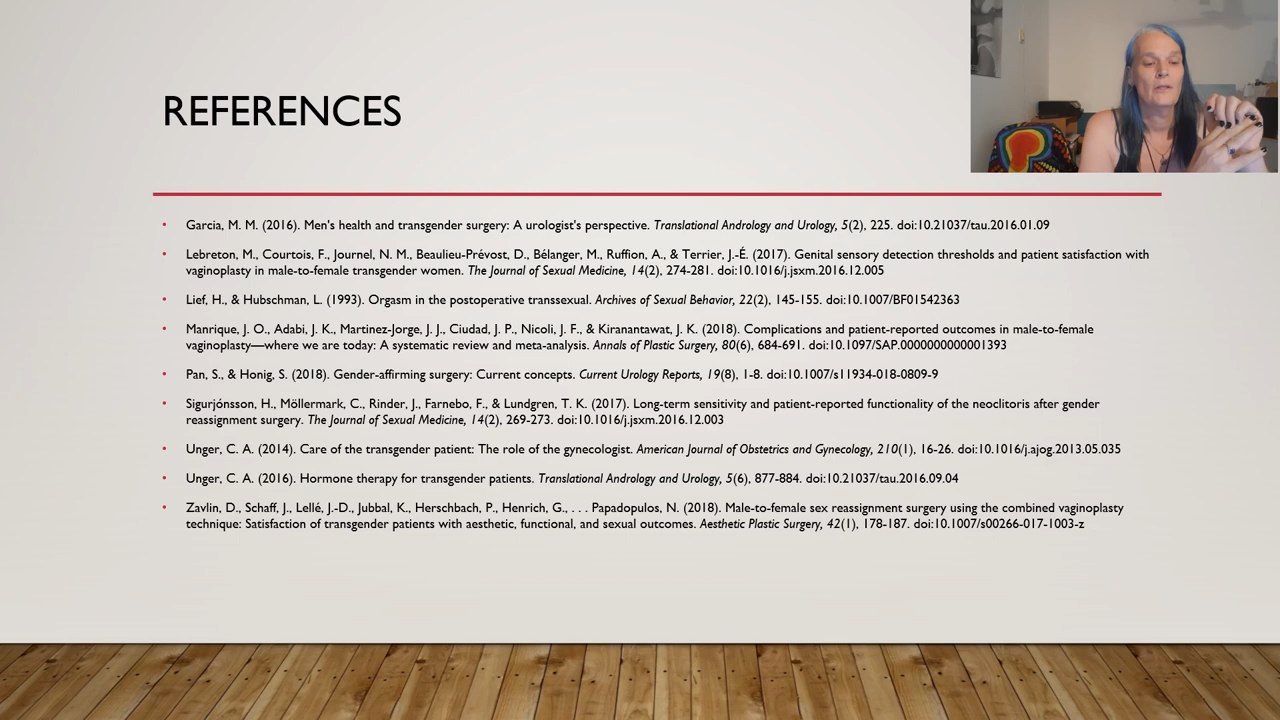 REFERENCES
• Garcia, M. M. (2016). Men's health and transgender surgery: A urologist's perspective. Translational Andrology and Urology, 5(2), 225. doi:10.21037/tau.2016.01.09
• Lebreton, M., Courtois, F., Journel, N. M., Beaulieu-Prévost, D., Bélanger, M., Ruffion, A., & Terrier, J.-É. (2017). Genital sensory detection thresholds and patient satisfaction with
vaginoplasty in male-to-female transgender women. The Journal of Sexual Medicine, 14(2), 274-281. doi:10.1016/j.jsxm.2016.12.005
• Lief, H., & Hubschman, L. (1993). Orgasm in the postoperative transsexual. Archives of Sexual Behavior, 22(2), 145-155. doi:10.1007/BF01542363
• Manrique, J. O., Adabi, J. K., Martinez-Jorge, J. J., Ciudad, J. P., Nicoli, J. F., & Kiranantawat, J. K. (2018). Complications and patient-reported outcomes in male-to-female
vaginoplasty—where we are today: A systematic review and meta-analysis. Annals of Plastic Surgery, 80(6), 684-691. doi:10.1097/SAP.0000000000001393
• Pan, S., & Honig, S. (2018). Gender-affirming surgery: Current concepts. Current Urology Reports, 19(8), 1-8. doi:10.1007/s11934-018-0809-9
• Sigurjónsson, H., Möllermark, C., Rinder, J., Farnebo, F., & Lundgren, T. K. (2017). Long-term sensitivity and patient-reported functionality of the neoclitoris after gender
reassignment surgery. The Journal of Sexual Medicine, 14(2), 269-273. doi:10.1016/j.jsxm.2016.12.003
• Unger, C. A. (2014). Care of the transgender patient: The role of the gynecologist. American Journal of Obstetrics and Gynecology, 210(1), 16-26. doi:10.1016/j.ajog.2013.05.035
• Unger, C. A. (2016). Hormone therapy for transgender patients. Translational Andrology and Urology, 5(6), 877-884. doi:10.21037/tau.2016.09.04
• Zavlin, D., Schaff, J., Lellé, J.-D., Jubbal, K., Herschbach, P., Henrich, G., . . . Papadopulos, N. (2018). Male-to-female sex reassignment surgery using the combined vaginoplasty
technique: Satisfaction of transgender patients with aesthetic, functional, and sexual outcomes. Aesthetic Plastic Surgery, 42(1), 178-187. doi:10.1007/s00266-017-1003-z